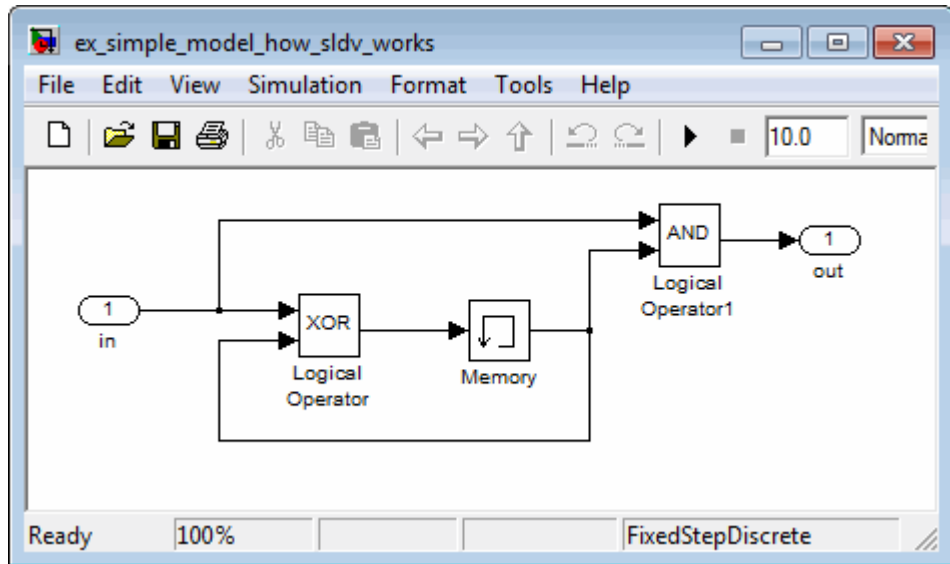 ex_simple_model_how_sldv_works
File Edit View Simulation Format Tools Help
10.0 Norma
AND
1
out
Logical
Operator1
1
in
XOR
Logical
Operator
Memory
Ready 100% FixedStepDiscrete